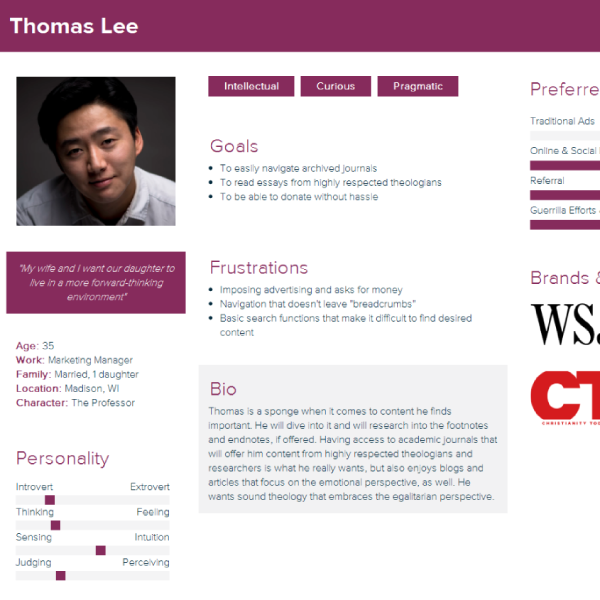 Thomas Lee
Intellectual
Curious
Pragmatic
Goals
To easily navigate archived journals
To read essays from highly respected theologians
To be able to donate without hassle
"My wife and I want our daughter to
live in a more forward-thinking
environment"
Frustrations
Imposing advertising and asks for money
Navigation that doesn't leave "breadcrumbs"
Basic search functions that make it difficult to find desired
content
Age: 35
Work: Marketing Manager
Family: Married, 1 daughter
Location: Madison, WI
Character: The Professor
Bio
Thomas is a sponge when it comes to content he finds
important. He will dive into it and will research into the footnotes
and endnotes, if offered. Having access to academic journals that
will offer him content from highly respected theologians and
researchers is what he really wants, but also enjoys blogs and
articles that focus on the emotional perspective, as well. He
wants sound theology that embraces the egalitarian perspective.
Personality
Introvert Extrovert
Thinking Feeling
Sensing Intuition
Judging Perceiving
Preferre
Traditional Ads
Online & Social
Referral
Guerrilla Efforts
Brands &
WS
CT
CHRISTIANITY TO